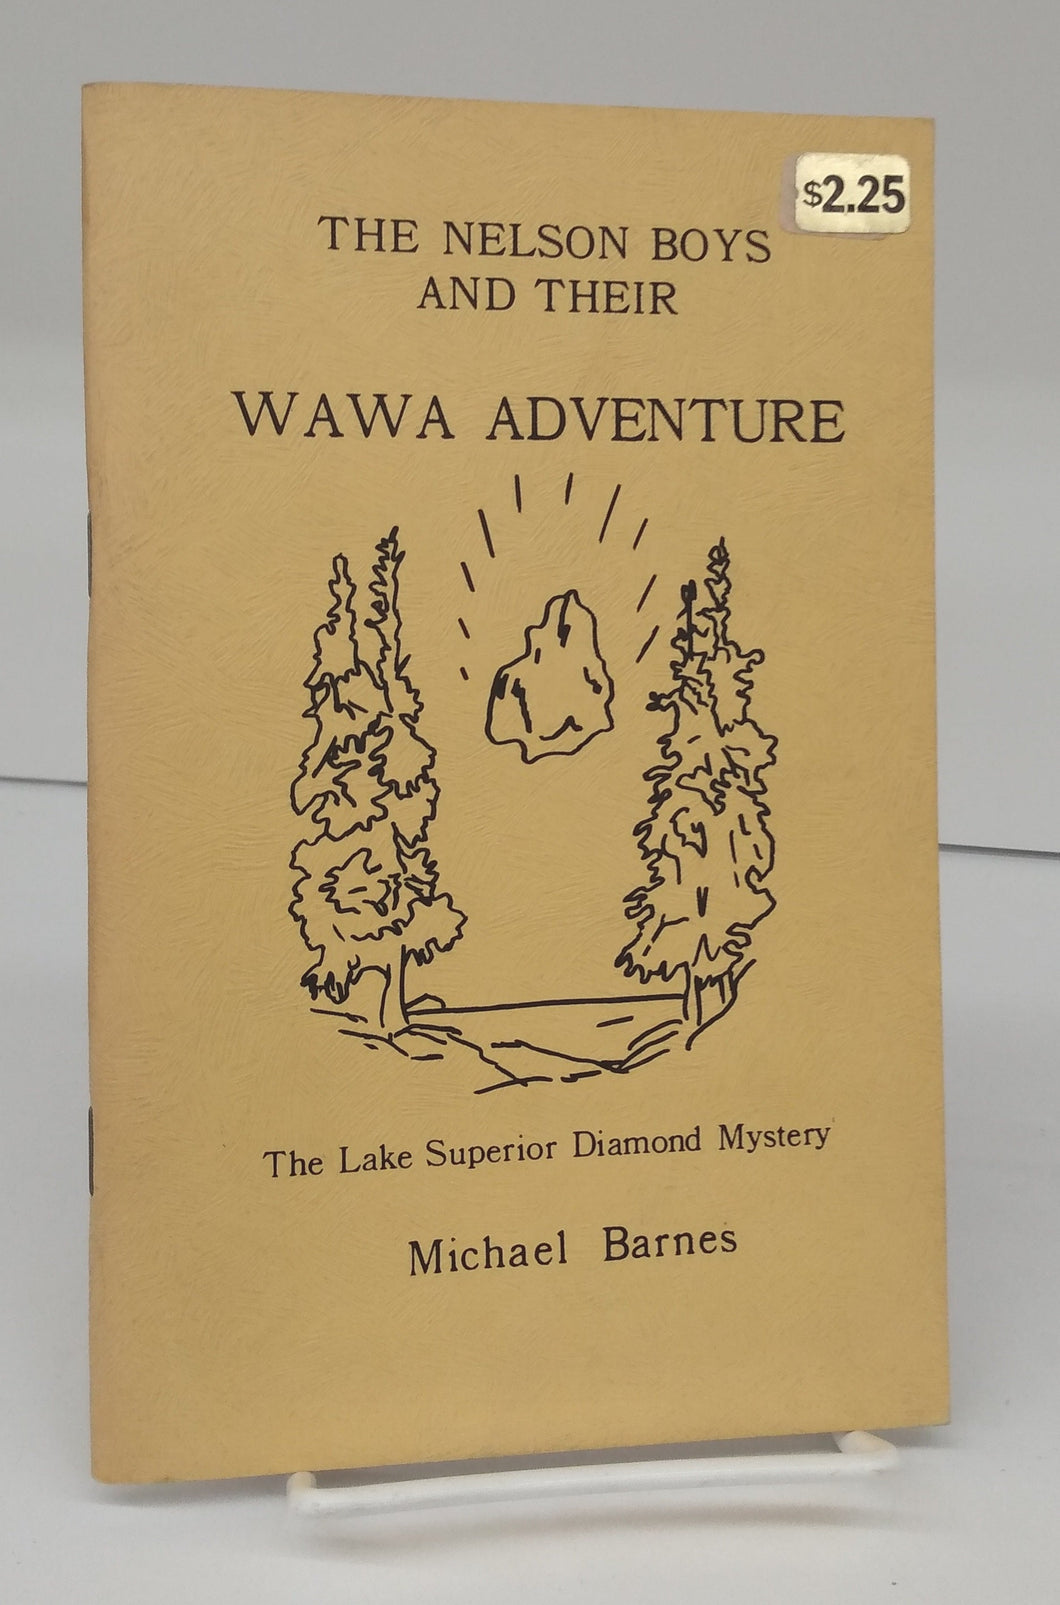 $2.25
THE NELSON BOYS
AND THEIR
WAWA ADVENTURE
The Lake Superior Diamond Mystery
Michael Barnes